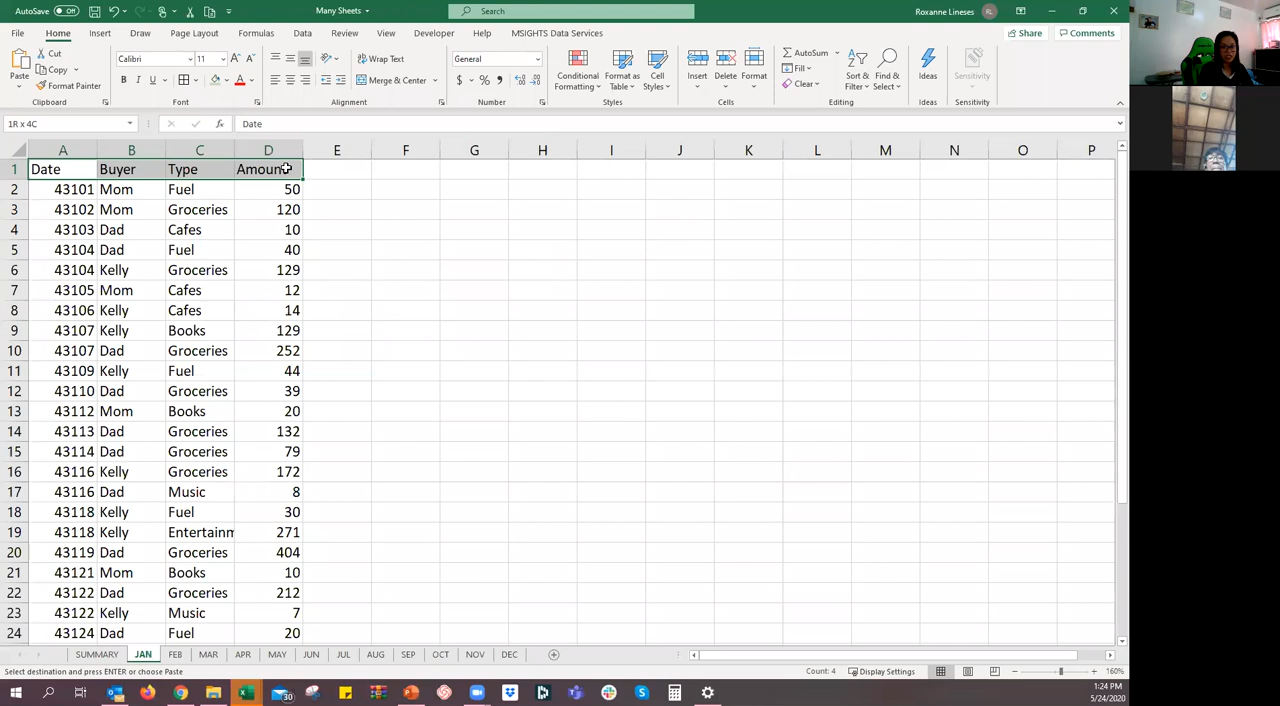 AutoSave Off Many Sheets Search Roxanne Lineses RL
File Home Insert Draw Page Layout Formulas Data Review View Developer Help MSIGHTS Data Services Share Comments
Paste Cut Copy Format Painter
Calibri 11 B I U A
Wrap Text Merge & Center
General $ %
Conditional Formatting Format as Table Cell Styles
Insert Delete Format
AutoSum Fill Clear
Sort & Filter Find & Select
Ideas Sensitivity
Clipboard Font Alignment Number Styles Cells Editing Ideas Sensitivity
1R x 4C fx Date
A B C D E F G H I J K L M N O P
1 Date Buyer Type Amount
2 43101 Mom Fuel 50
3 43102 Mom Groceries 120
4 43103 Dad Cafes 10
5 43104 Dad Fuel 40
6 43104 Kelly Groceries 129
7 43105 Mom Cafes 12
8 43106 Kelly Cafes 14
9 43107 Kelly Books 129
10 43107 Dad Groceries 252
11 43109 Kelly Fuel 44
12 43110 Dad Groceries 39
13 43112 Mom Books 20
14 43113 Dad Groceries 132
15 43114 Dad Groceries 79
16 43116 Kelly Groceries 172
17 43116 Dad Music 8
18 43118 Kelly Fuel 30
19 43118 Kelly Entertainm 271
20 43119 Dad Groceries 404
21 43121 Mom Books 10
22 43122 Dad Groceries 212
23 43122 Kelly Music 7
24 43124 Dad Fuel 20
SUMMARY JAN FEB MAR APR MAY JUN JUL AUG SEP OCT NOV DEC
Select destination and press ENTER or choose Paste Count: 4 Display Settings 160%
30 1:24 PM
5/24/2020